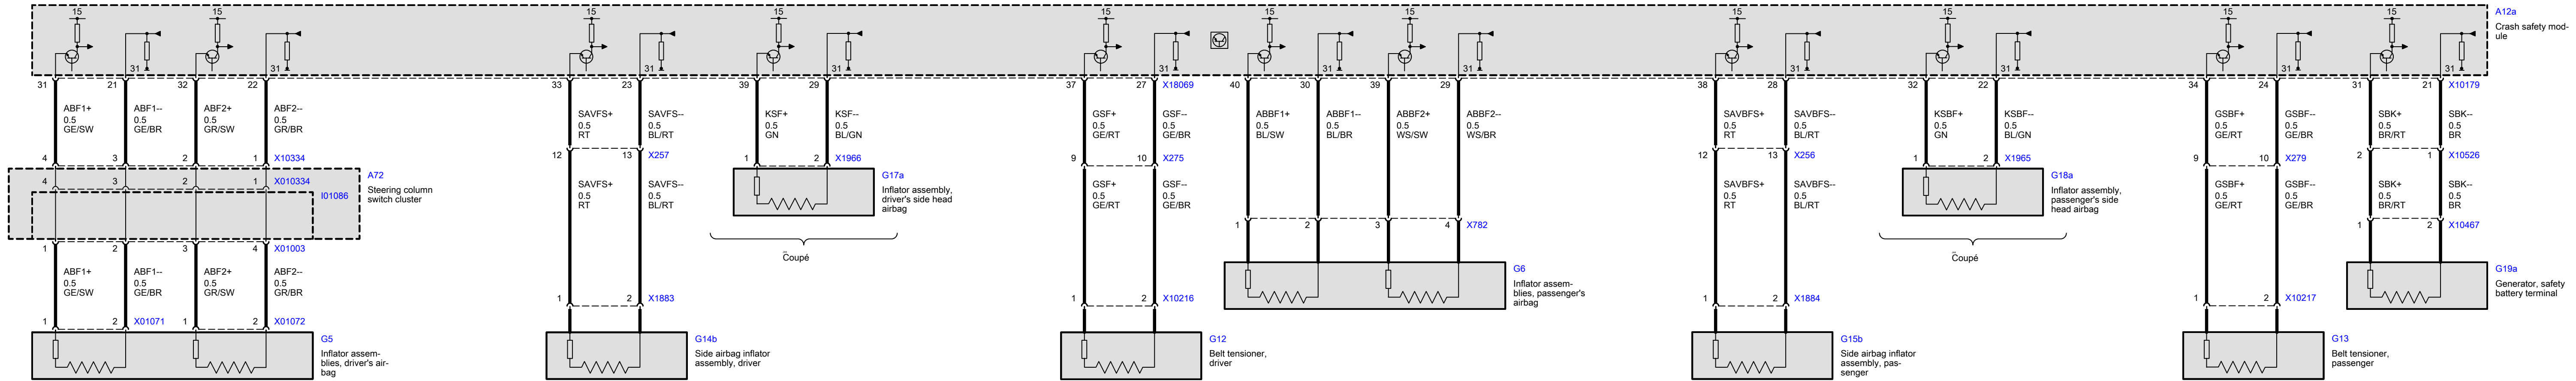 15 15 15 15 15 15 15 15 15 15 15
A12a
Crash safety mod-
ule
31 31 31 31 31 31 31 31 31 31 31
31 21 32 22 33 23 39 29 37 27 X18069 40 30 39 29 38 28 32 22 34 24 31 21 X10179
ABF1+ ABF1-- ABF2+ ABF2-- SAVFS+ SAVFS-- KSF+ KSF-- GSF+ GSF-- ABBF1+ ABBF1-- ABBF2+ ABBF2-- SAVBFS+ SAVBFS-- KSBF+ KSBF-- GSBF+ GSBF-- SBK+ SBK--
0.5 0.5 0.5 0.5 0.5 0.5 0.5 0.5 0.5 0.5 0.5 0.5 0.5 0.5 0.5 0.5 0.5 0.5 0.5 0.5 0.5 0.5
GE/SW GE/BR GR/SW GR/BR RT BL/RT GN BL/GN GE/RT GE/BR BL/SW BL/BR WS/SW WS/BR RT BL/RT GN BL/GN GE/RT GE/BR BR/RT BR
4 3 2 1 X10334 12 13 X257 1 2 X1966 9 10 X275 12 13 X256 1 2 X1965 9 10 X279 2 1 X10526
4 3 2 1 X010334
A72
Steering column
switch cluster
I01086
SAVFS+ SAVFS-- GSF+ GSF-- SAVBFS+ SAVBFS-- GSBF+ GSBF-- SBK+ SBK--
0.5 0.5 0.5 0.5 0.5 0.5 0.5 0.5 0.5 0.5
RT BL/RT GE/RT GE/BR RT BL/RT GE/RT GE/BR BR/RT BR
G17a
Inflator assembly,
driver's side head
airbag
G18a
Inflator assembly,
passenger's side
head airbag
1 2 3 4 X782
1 2 X10467
1 2 3 4 X01003
Coupé
Coupé
ABF1+ ABF1-- ABF2+ ABF2--
0.5 0.5 0.5 0.5
GE/SW GE/BR GR/SW GR/BR
G6
Inflator assem-
blies, passenger's
airbag
G19a
Generator, safety
battery terminal
1 2 X1883 1 2 X10216 1 2 X1884 1 2 X10217
1 2 X01071 1 2 X01072
G5
Inflator assem-
blies, driver's air-
bag
G14b
Side airbag inflator
assembly, driver
G12
Belt tensioner,
driver
G15b
Side airbag inflator
assembly, pas-
senger
G13
Belt tensioner,
passenger